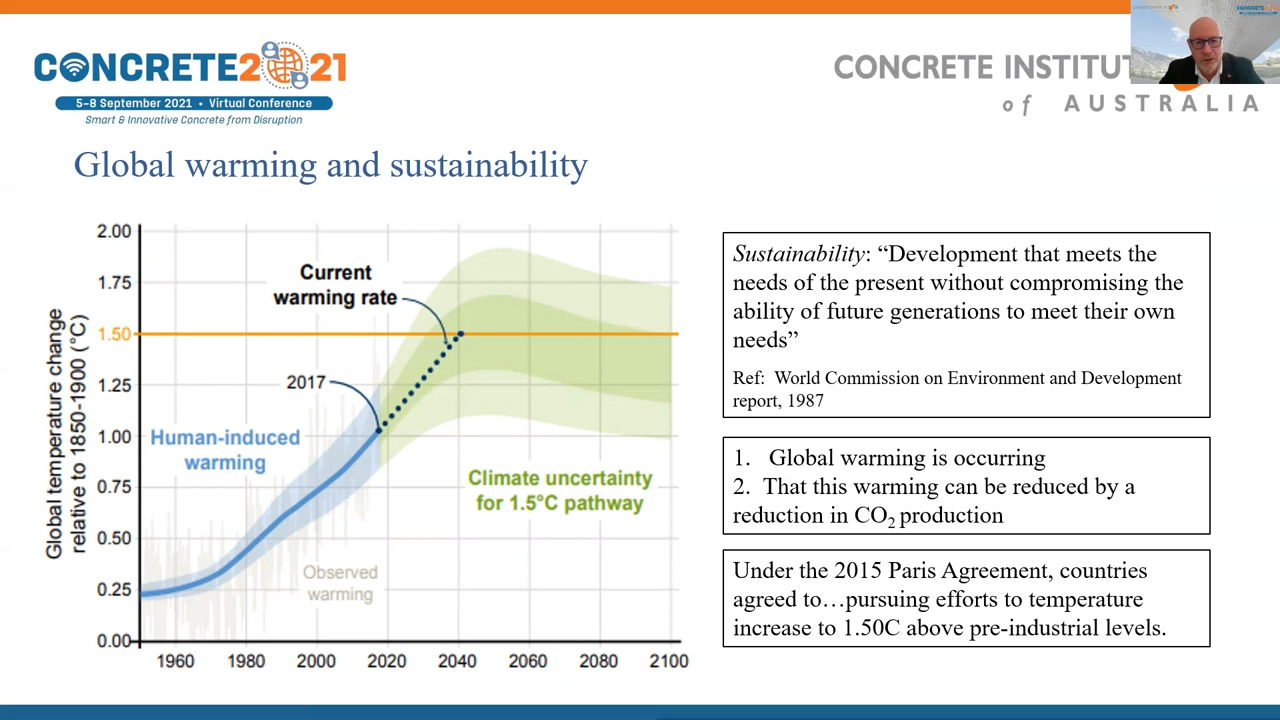 CONCRETE2021
5–8 September 2021 • Virtual Conference
Smart & Innovative Concrete from Disruption
CONCRETE INSTIT
of AUSTRALIA
Global warming and sustainability
Global temperature change
relative to 1850-1900 (°C)
2.00
1.75
1.50
1.25
1.00
0.75
0.50
0.25
0.00
1960
1980
2000
2020
2040
2060
2080
2100
Current
warming rate
2017
Human-induced
warming
Climate uncertainty
for 1.5°C pathway
Observed
warming
Sustainability: “Development that meets the
needs of the present without compromising the
ability of future generations to meet their own
needs”
Ref: World Commission on Environment and Development
report, 1987
1. Global warming is occurring
2. That this warming can be reduced by a
reduction in CO2 production
Under the 2015 Paris Agreement, countries
agreed to…pursuing efforts to temperature
increase to 1.50C above pre-industrial levels.